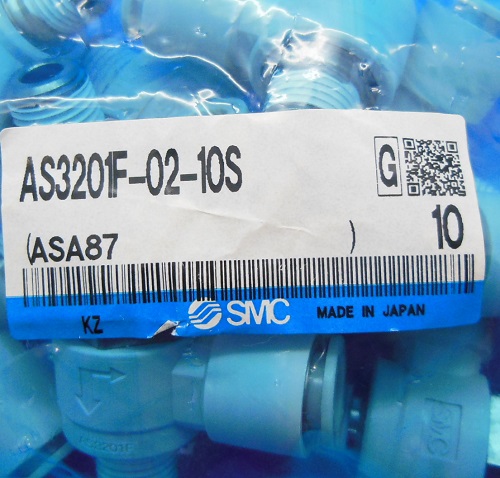 AS3201F-02-10S
G
(ASA87 )
10
KZ
SMC
MADE IN JAPAN
AS3201F
SMC